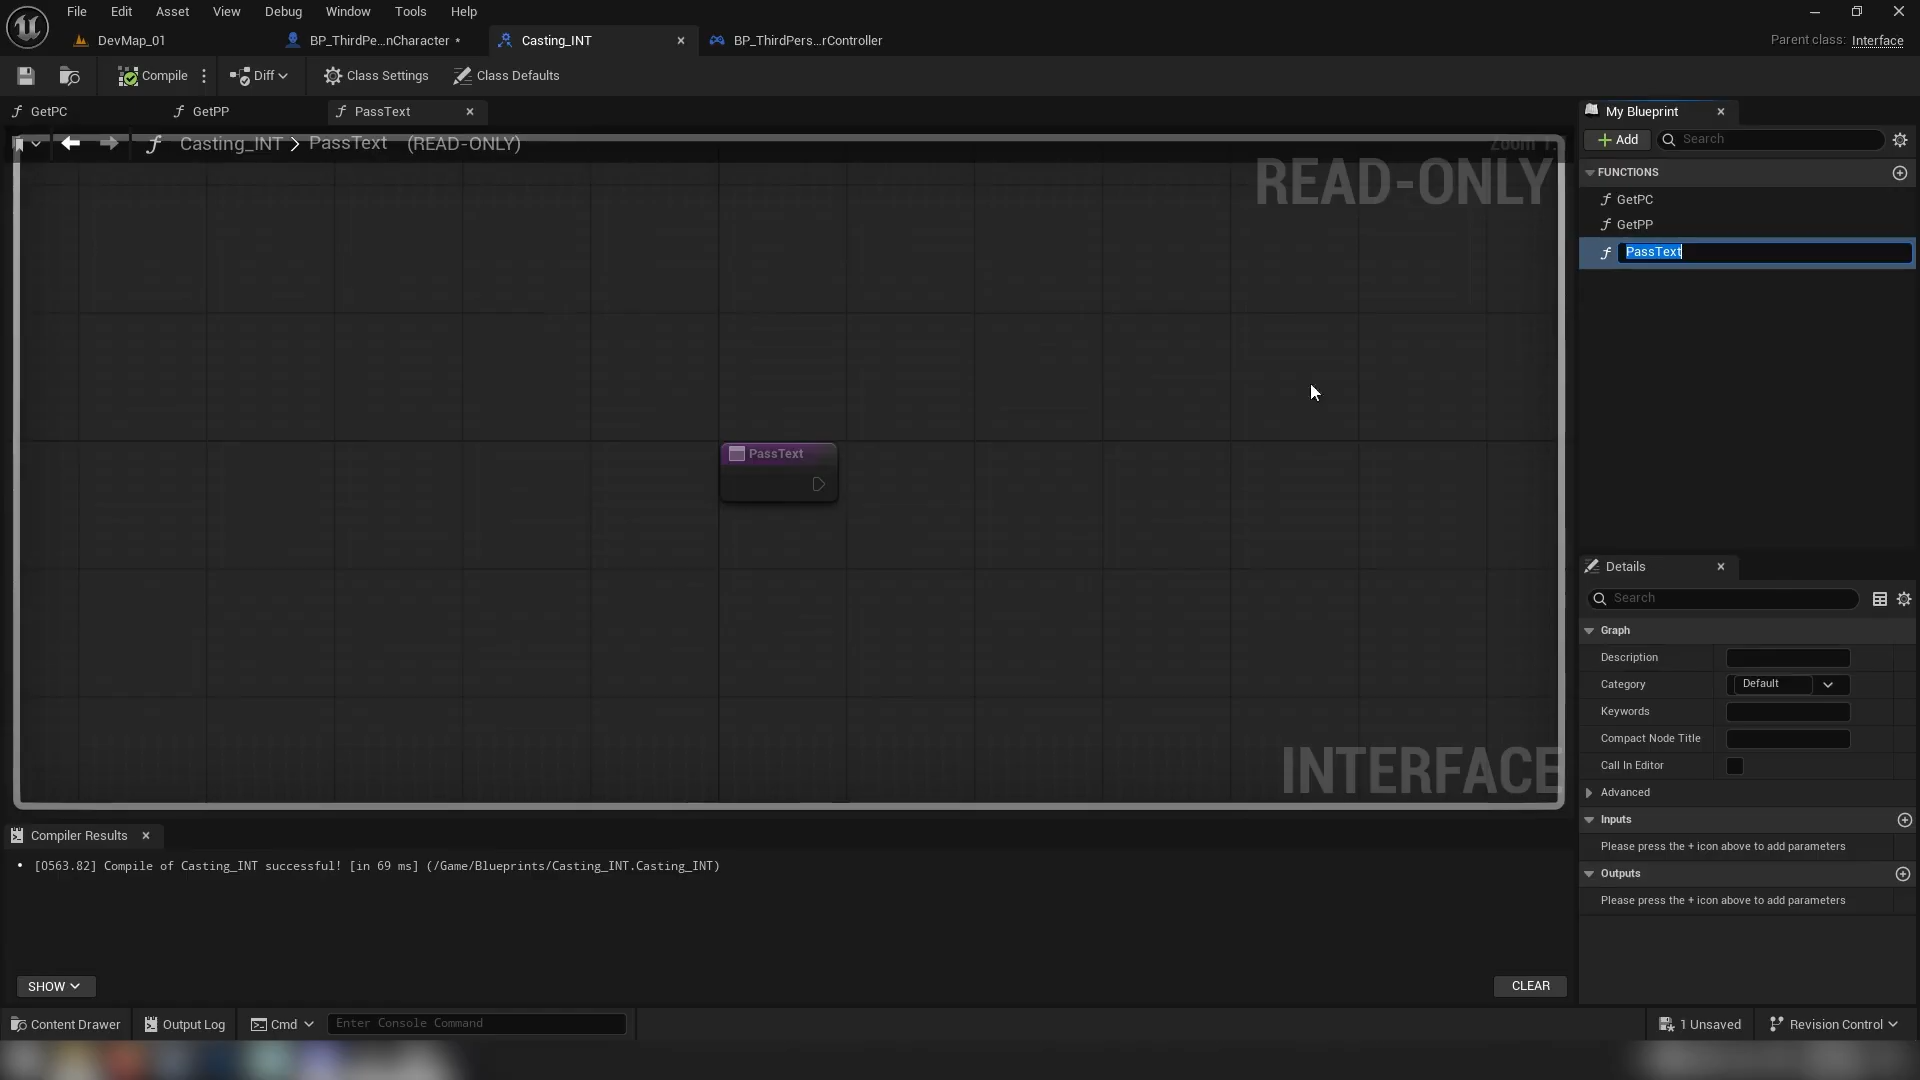 File Edit Asset View Debug Window Tools Help
DevMap_01 BP_ThirdPe...nCharacter * Casting_INT BP_ThirdPers...rController
Parent class: Interface
Compile Diff Class Settings Class Defaults
GetPC GetPP PassText
Casting_INT > PassText (READ-ONLY)
READ-ONLY
PassText
INTERFACE
My Blueprint
Add Search
FUNCTIONS
GetPC
GetPP
PassText
Details
Search
Graph
Description
Category Default
Keywords
Compact Node Title
Call In Editor
Advanced
Inputs
Please press the + icon above to add parameters
Outputs
Please press the + icon above to add parameters
Compiler Results
• [0563.82] Compile of Casting_INT successful! [in 69 ms] (/Game/Blueprints/Casting_INT.Casting_INT)
SHOW CLEAR
Content Drawer Output Log Cmd Enter Console Command 1 Unsaved Revision Control